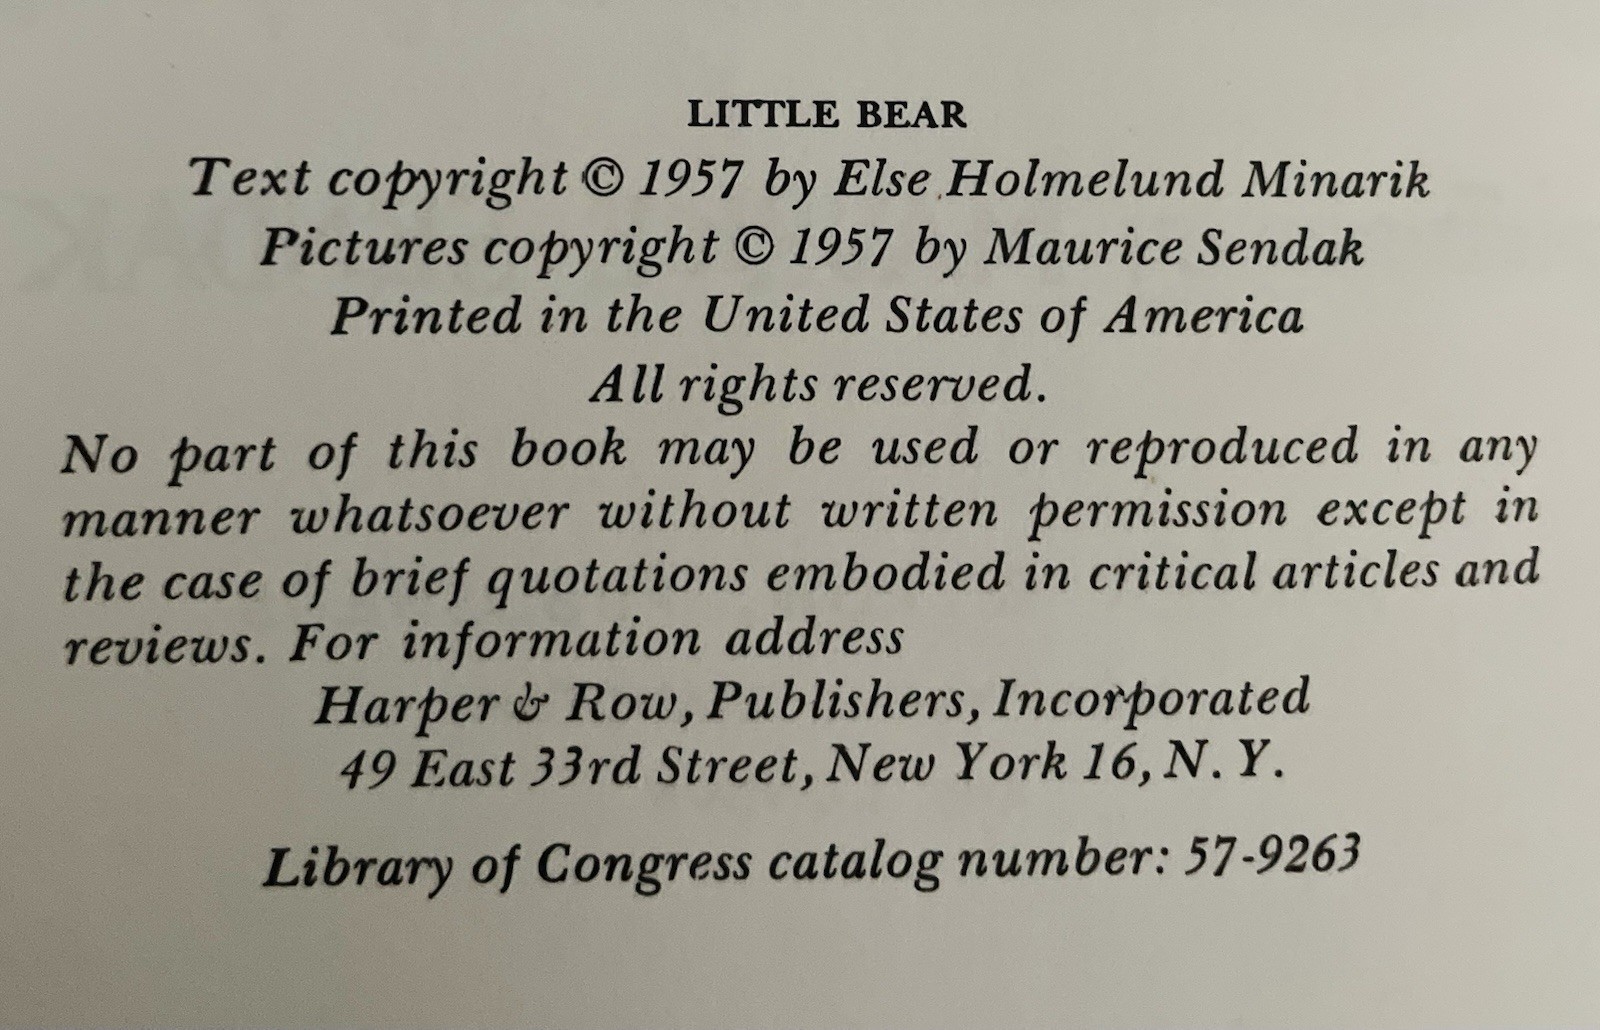 LITTLE BEAR
Text copyright © 1957 by Else Holmelund Minarik
Pictures copyright © 1957 by Maurice Sendak
Printed in the United States of America
All rights reserved.
No part of this book may be used or reproduced in any
manner whatsoever without written permission except in
the case of brief quotations embodied in critical articles and
reviews. For information address
Harper & Row, Publishers, Incorporated
49 East 33rd Street, New York 16, N. Y.
Library of Congress catalog number: 57-9263